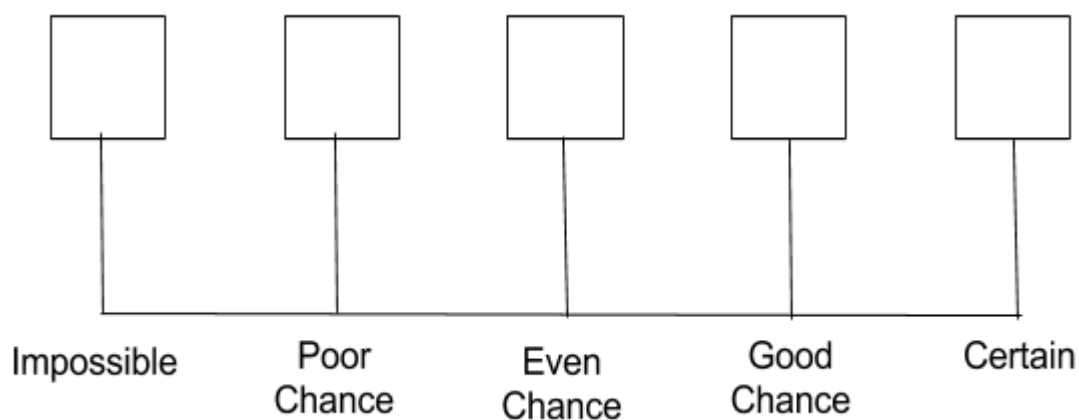 Impossible
Poor
Chance
Even
Chance
Good
Chance
Certain